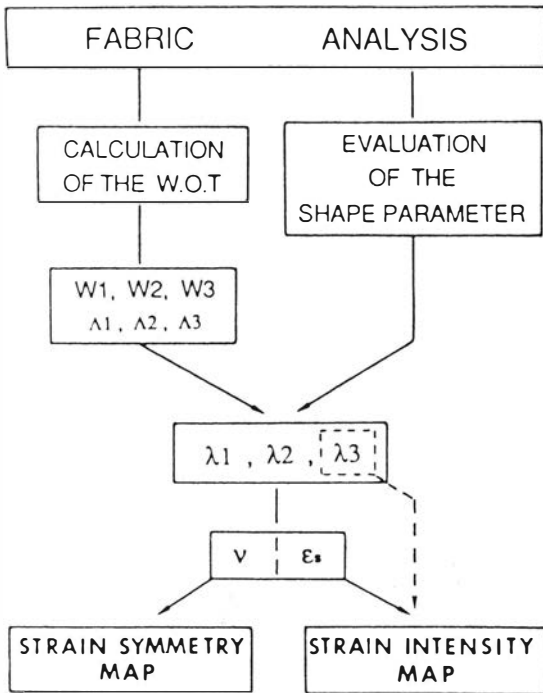 FABRIC ANALYSIS
CALCULATION
OF THE W.O.T
EVALUATION
OF THE
SHAPE PARAMETER
W1, W2, W3
Λ1, Λ2, Λ3
λ1 , λ2 , λ3
ν εs
STRAIN SYMMETRY
MAP
STRAIN INTENSITY
MAP